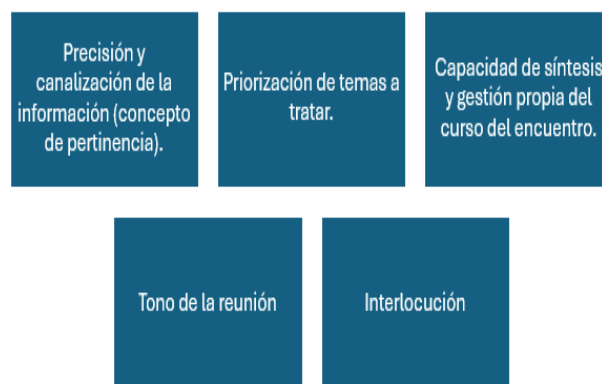 Precisión y
canalización de la
información (concepto
de pertinencia).
Priorización de temas a
tratar.
Capacidad de síntesis
y gestión propia del
curso del encuentro.
Tono de la reunión
Interlocución